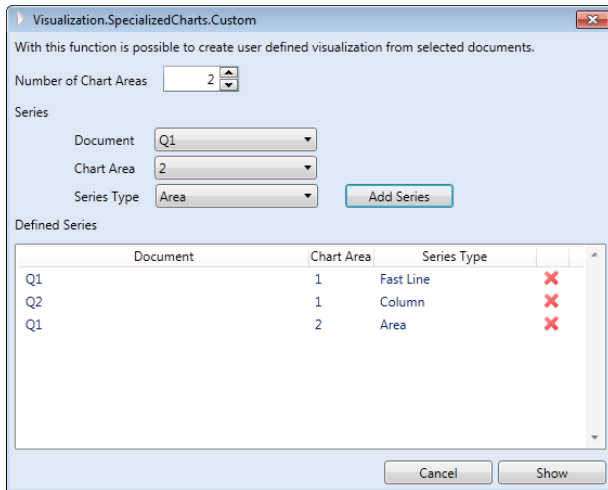 Visualization.SpecializedCharts.Custom
With this function is possible to create user defined visualization from selected documents.
Number of Chart Areas 2
Series
Document Q1
Chart Area 2
Series Type Area Add Series
Defined Series
Document Chart Area Series Type
Q1 1 Fast Line
Q2 1 Column
Q1 2 Area
Cancel Show